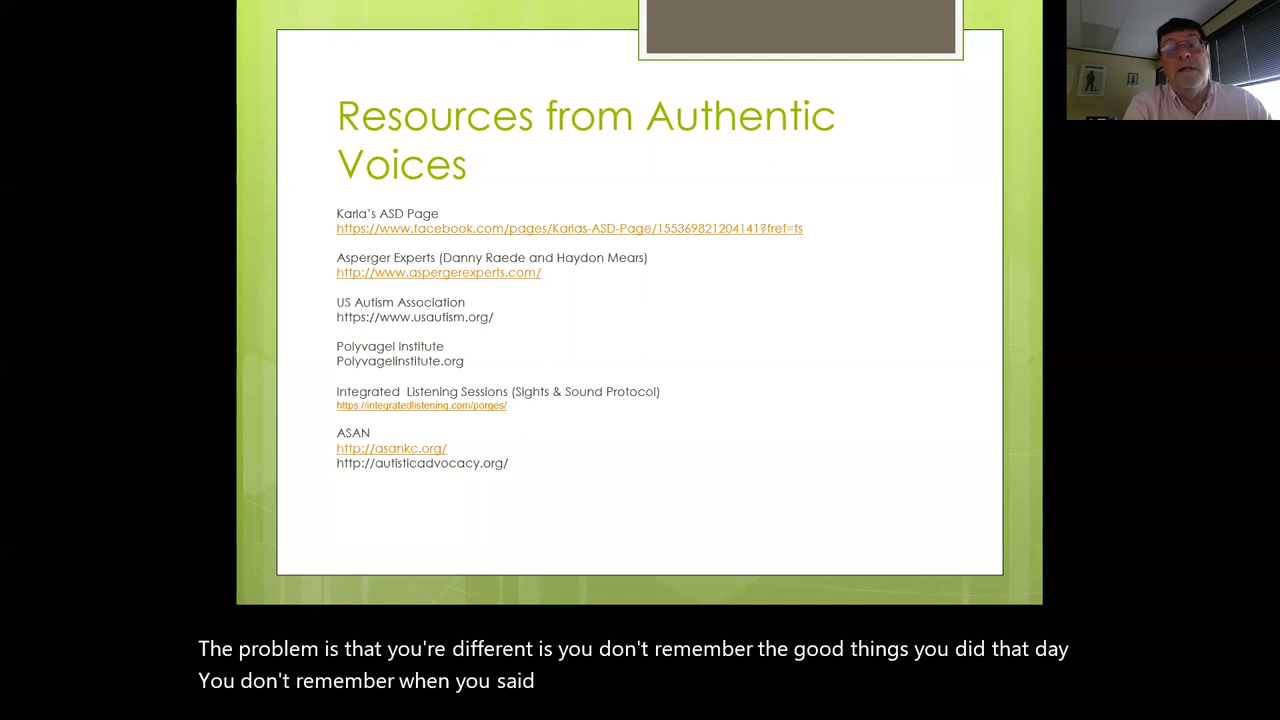 Resources from Authentic
Voices
Karla's ASD Page
https://www.facebook.com/pages/Karlas-ASD-Page/155369821204141?fref=ts
Asperger Experts (Danny Raede and Haydon Mears)
http://www.aspergerexperts.com/
US Autism Association
https://www.usautism.org/
Polyvagel Institute
Polyvagelinstitute.org
Integrated  Listening Sessions (Sights & Sound Protocol)
https://integratedlistening.com/porges/
ASAN
http://asankc.org/
http://autisticadvocacy.org/
The problem is that you're different is you don't remember the good things you did that day
You don't remember when you said